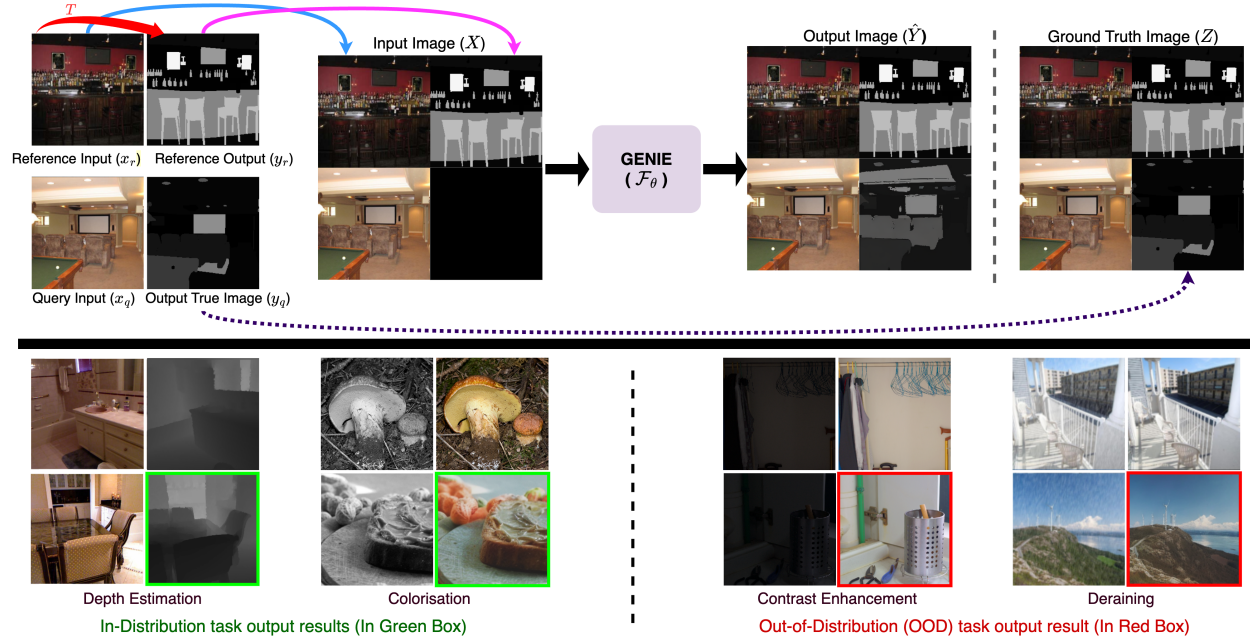 T
Input Image (X)
Output Image (Ŷ)
Ground Truth Image (Z)
Reference Input (x_r)
Reference Output (y_r)
GENIE
( F_θ )
Query Input (x_q)
Output True Image (y_q)
Depth Estimation
Colorisation
Contrast Enhancement
Deraining
In-Distribution task output results (In Green Box)
Out-of-Distribution (OOD) task output result (In Red Box)